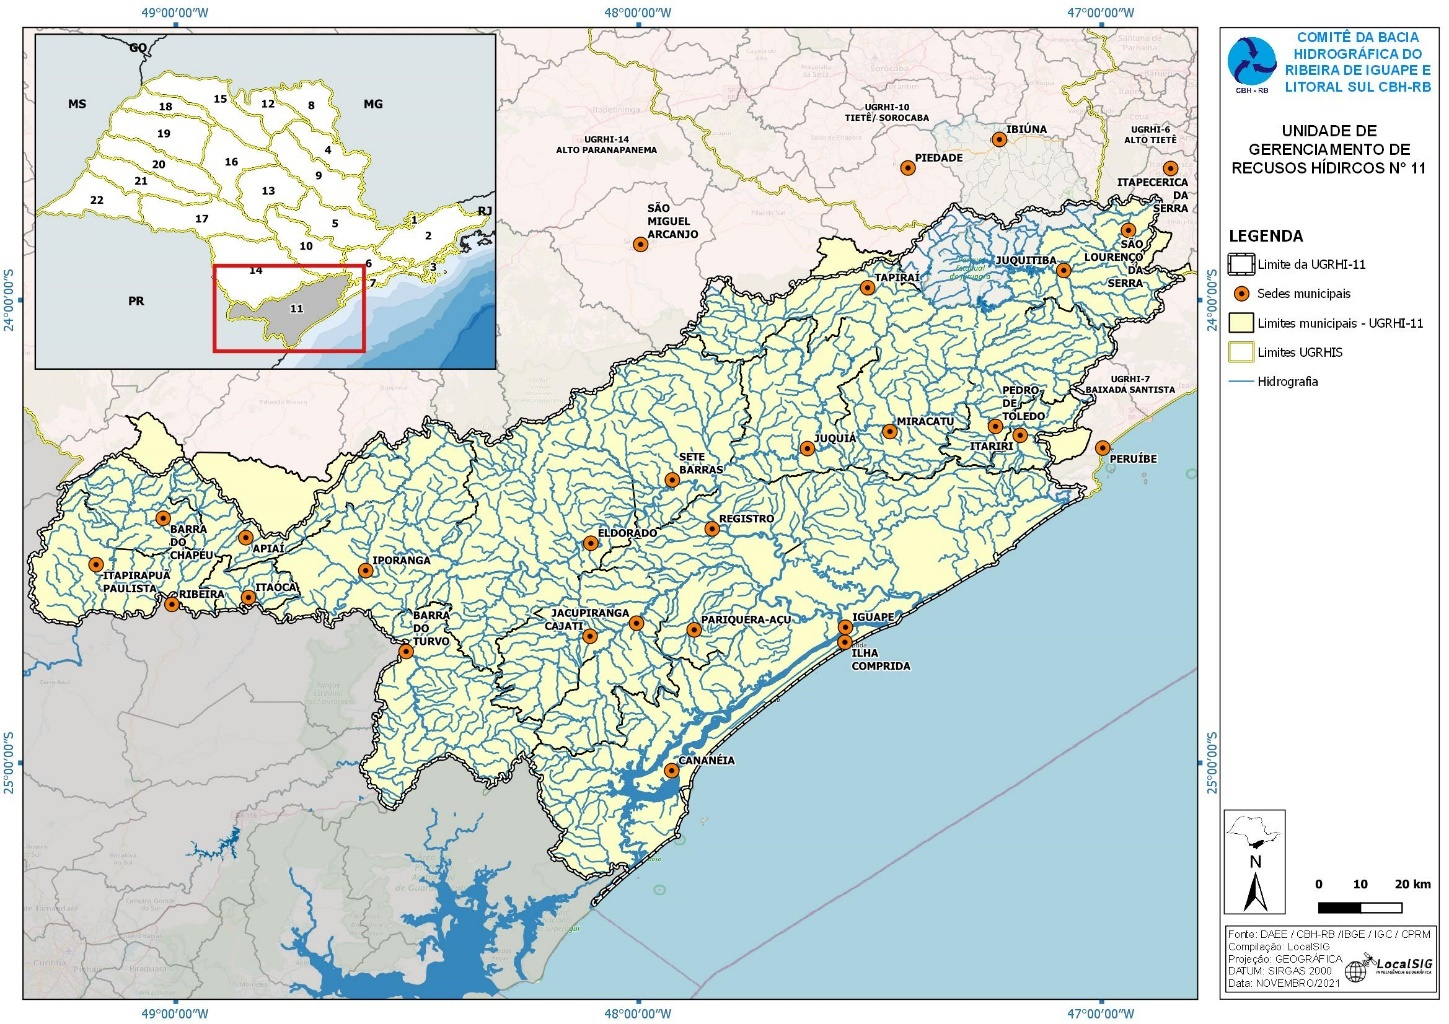 49°00'00"W
48°00'00"W
47°00'00"W
24°00'00"S
25°00'00"S
24°00'00"S
25°00'00"S
49°00'00"W
48°00'00"W
47°00'00"W
GO
MS
MG
PR
RJ
18
15
12
8
19
4
16
20
9
21
13
22
17
5
1
2
10
6
3
14
7
11
UGRHI-14
ALTO PARANAPANEMA
UGRHI-10
TIETÊ/ SOROCABA
UGRHI-6
ALTO TIETÊ
UGRHI-7
BAIXADA SANTISTA
IBIÚNA
PIEDADE
ITAPECERICA
DA
SERRA
SÃO
MIGUEL
ARCANJO
SÃO
LOURENÇO
DA
SERRA
JUQUITIBA
TAPIRAÍ
PEDRO
DE
TOLEDO
MIRACATU
JUQUIÁ
ITARIRI
PERUÍBE
SETE
BARRAS
REGISTRO
ELDORADO
BARRA
DO
CHAPÉU
APIAÍ
IPORANGA
ITAPIRAPUÃ
PAULISTA
RIBEIRA
ITAÓCA
BARRA
DO
TURVO
JACUPIRANGA
CAJATI
PARIQUERA-AÇU
IGUAPE
ILHA
COMPRIDA
CANANÉIA
COMITÊ DA BACIA
HIDROGRÁFICA DO
RIBEIRA DE IGUAPE E
LITORAL SUL CBH-RB
CBH - RB
UNIDADE DE
GERENCIAMENTO DE
RECUSOS HÍDIRCOS N° 11
LEGENDA
Limite da UGRHI-11
Sedes municipais
Limites municipais - UGRHI-11
Limites UGRHIS
Hidrografia
N
0 10 20 km
Fonte: DAEE / CBH-RB /IBGE / IGC / CPRM
Compilação: LocalSIG
Projeção: GEOGRÁFICA
DATUM: SIRGAS 2000
Data: NOVEMBRO/2021
LocalSIG
INTELIGÊNCIA GEOGRÁFICA